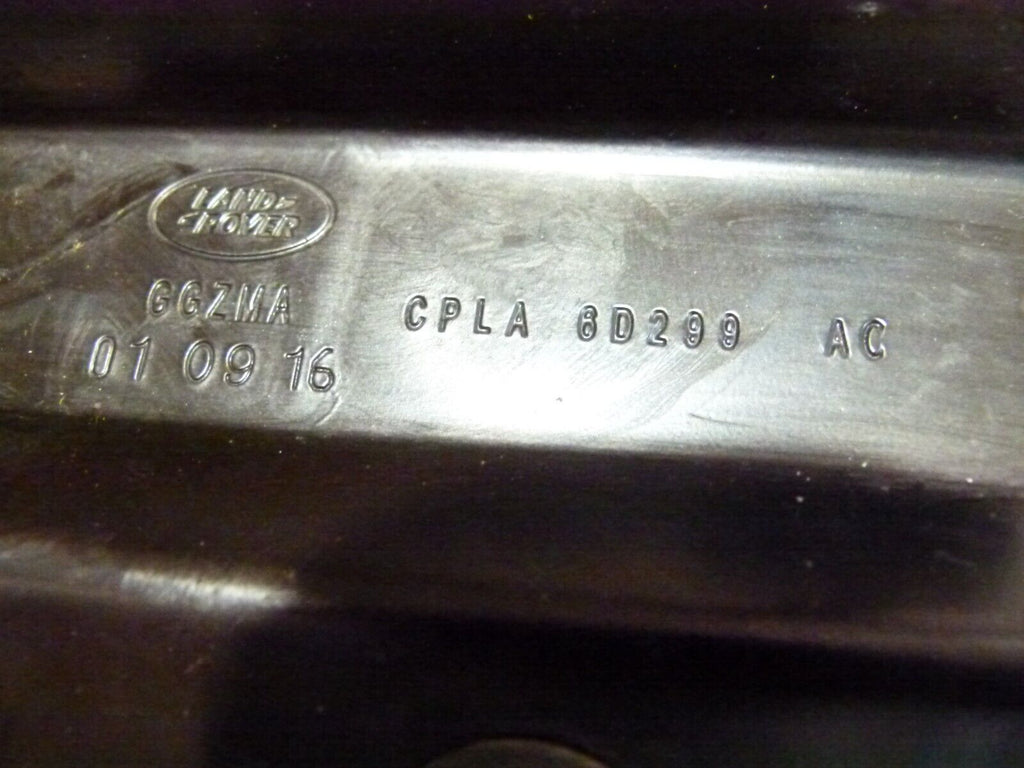 LAND-
-ROVER
GGZMA
01 09 16
CPLA 6D299 AC